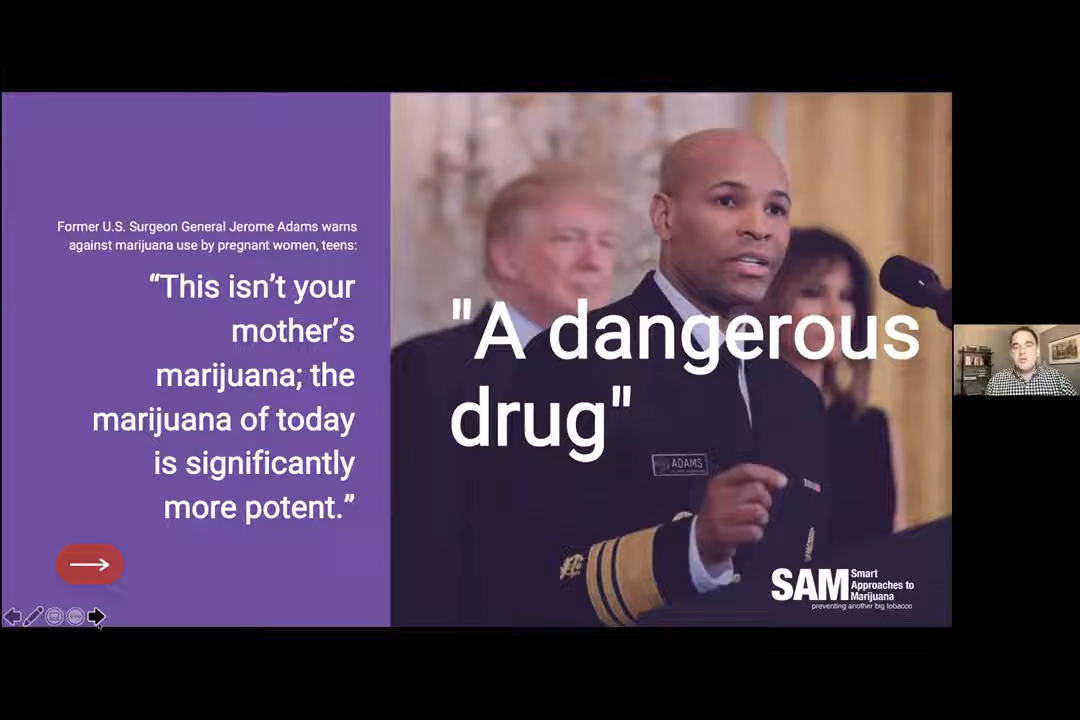 Former U.S. Surgeon General Jerome Adams warns
against marijuana use by pregnant women, teens:
“This isn’t your
mother’s
marijuana; the
marijuana of today
is significantly
more potent.”
"A dangerous
drug"
ADAMS
SAM Smart
Approaches to
Marijuana
preventing another big tobacco